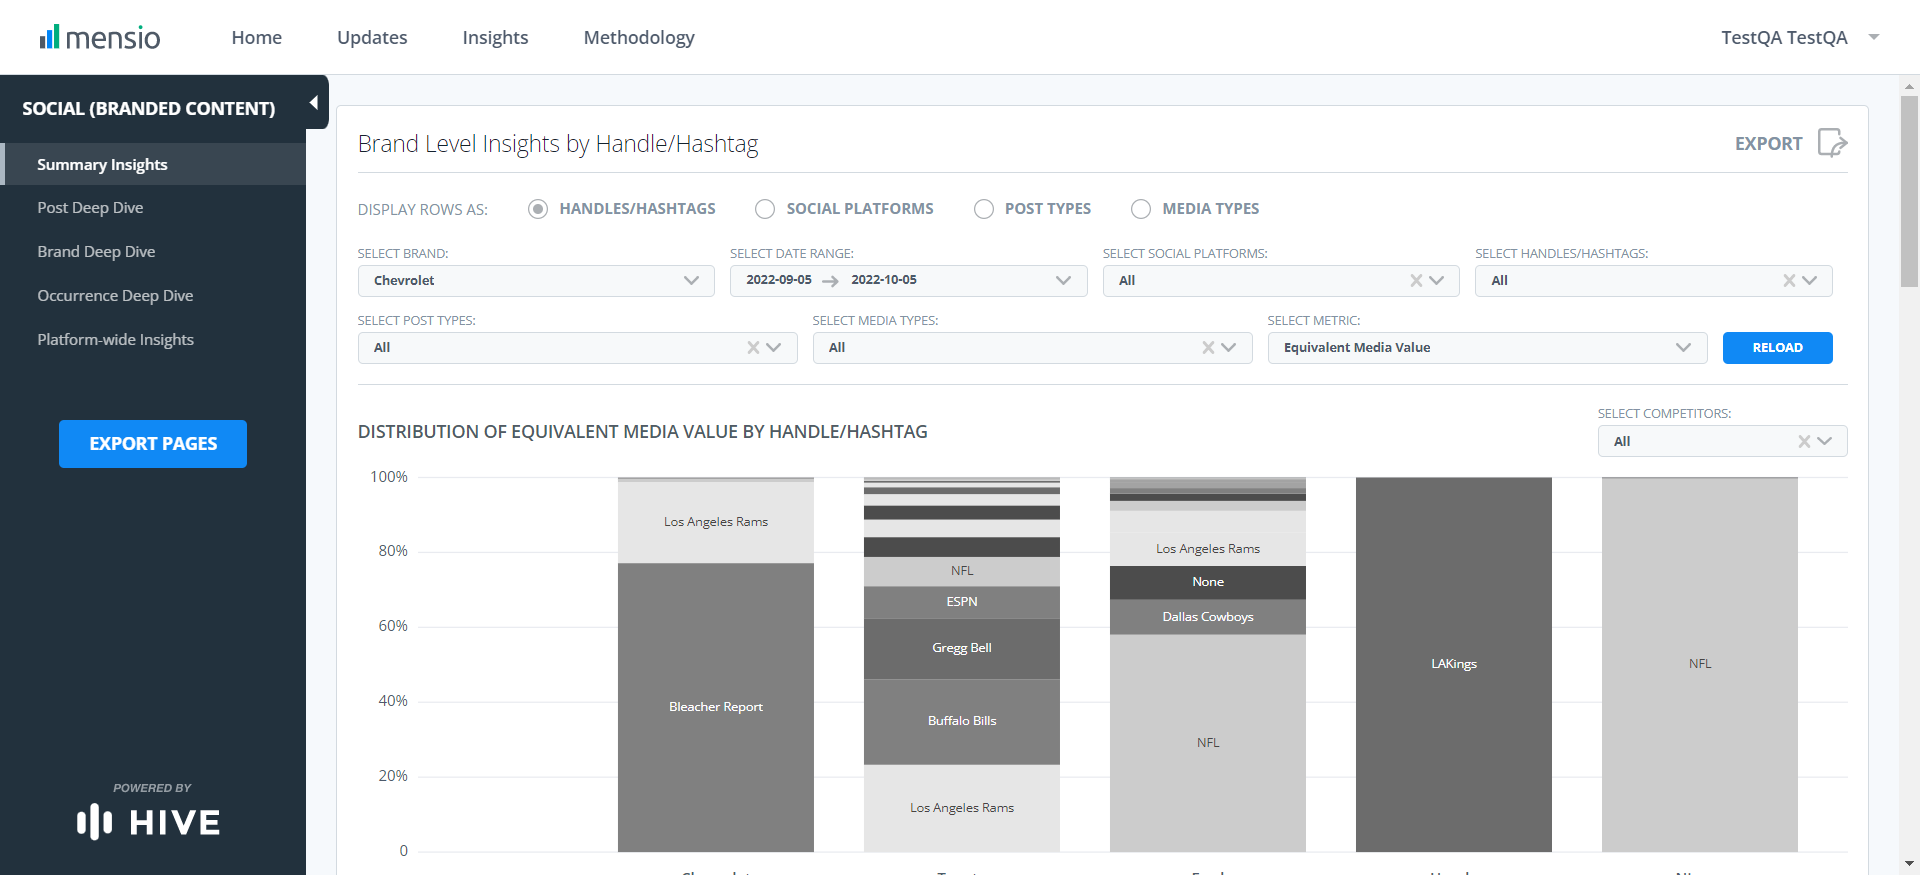 mensio
Home
Updates
Insights
Methodology
TestQA TestQA
SOCIAL (BRANDED CONTENT)
Summary Insights
Post Deep Dive
Brand Deep Dive
Occurrence Deep Dive
Platform-wide Insights
EXPORT PAGES
POWERED BY
HIVE
Brand Level Insights by Handle/Hashtag
EXPORT
DISPLAY ROWS AS:
HANDLES/HASHTAGS
SOCIAL PLATFORMS
POST TYPES
MEDIA TYPES
SELECT BRAND:
Chevrolet
SELECT DATE RANGE:
2022-09-05 → 2022-10-05
SELECT SOCIAL PLATFORMS:
All
SELECT HANDLES/HASHTAGS:
All
SELECT POST TYPES:
All
SELECT MEDIA TYPES:
All
SELECT METRIC:
Equivalent Media Value
RELOAD
DISTRIBUTION OF EQUIVALENT MEDIA VALUE BY HANDLE/HASHTAG
SELECT COMPETITORS:
All
100%
80%
60%
40%
20%
0
Los Angeles Rams
Bleacher Report
NFL
ESPN
Gregg Bell
Buffalo Bills
Los Angeles Rams
Los Angeles Rams
None
Dallas Cowboys
NFL
LAKings
NFL